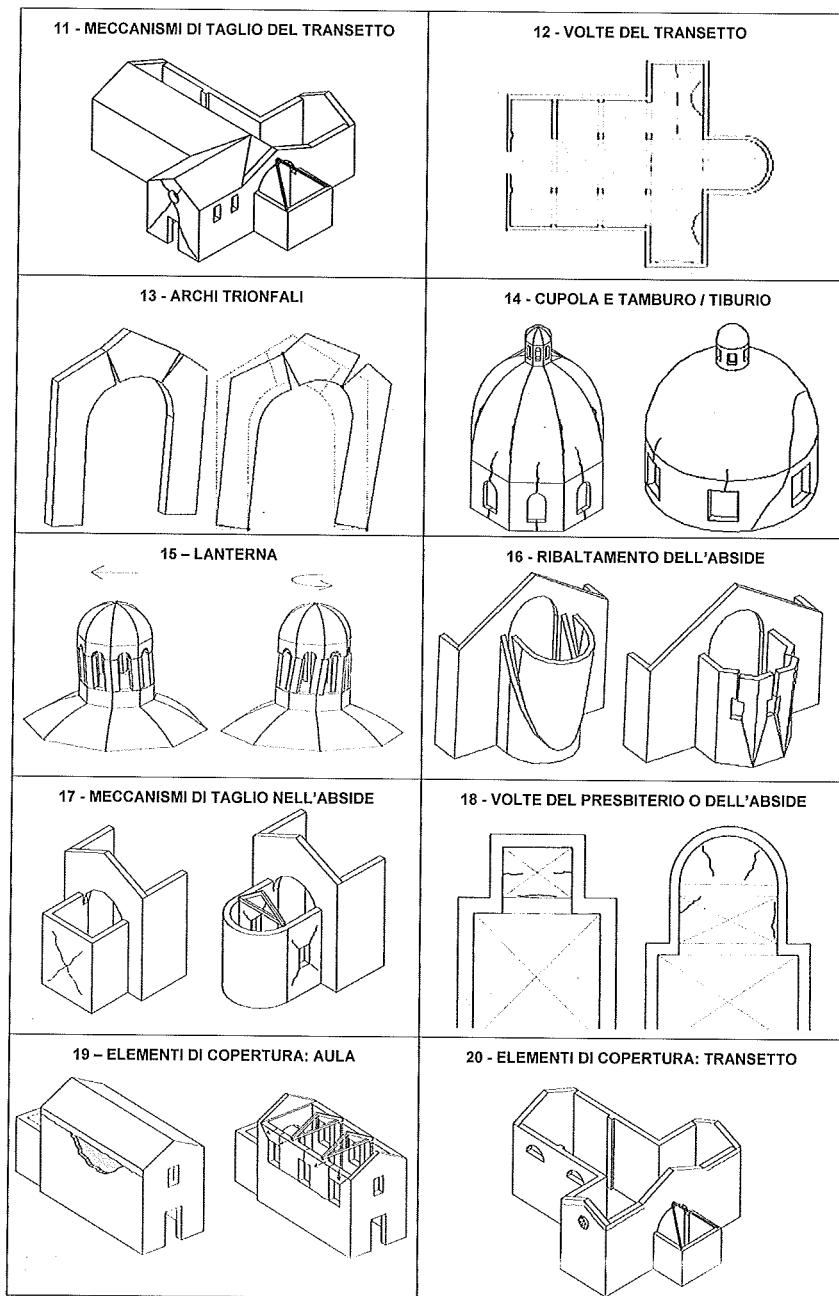 11 - MECCANISMI DI TAGLIO DEL TRANSETTO
12 - VOLTE DEL TRANSETTO
13 - ARCHI TRIONFALI
14 - CUPOLA E TAMBURO / TIBURIO
15 – LANTERNA
16 - RIBALTAMENTO DELL'ABSIDE
17 - MECCANISMI DI TAGLIO NELL'ABSIDE
18 - VOLTE DEL PRESBITERIO O DELL'ABSIDE
19 – ELEMENTI DI COPERTURA: AULA
20 - ELEMENTI DI COPERTURA: TRANSETTO